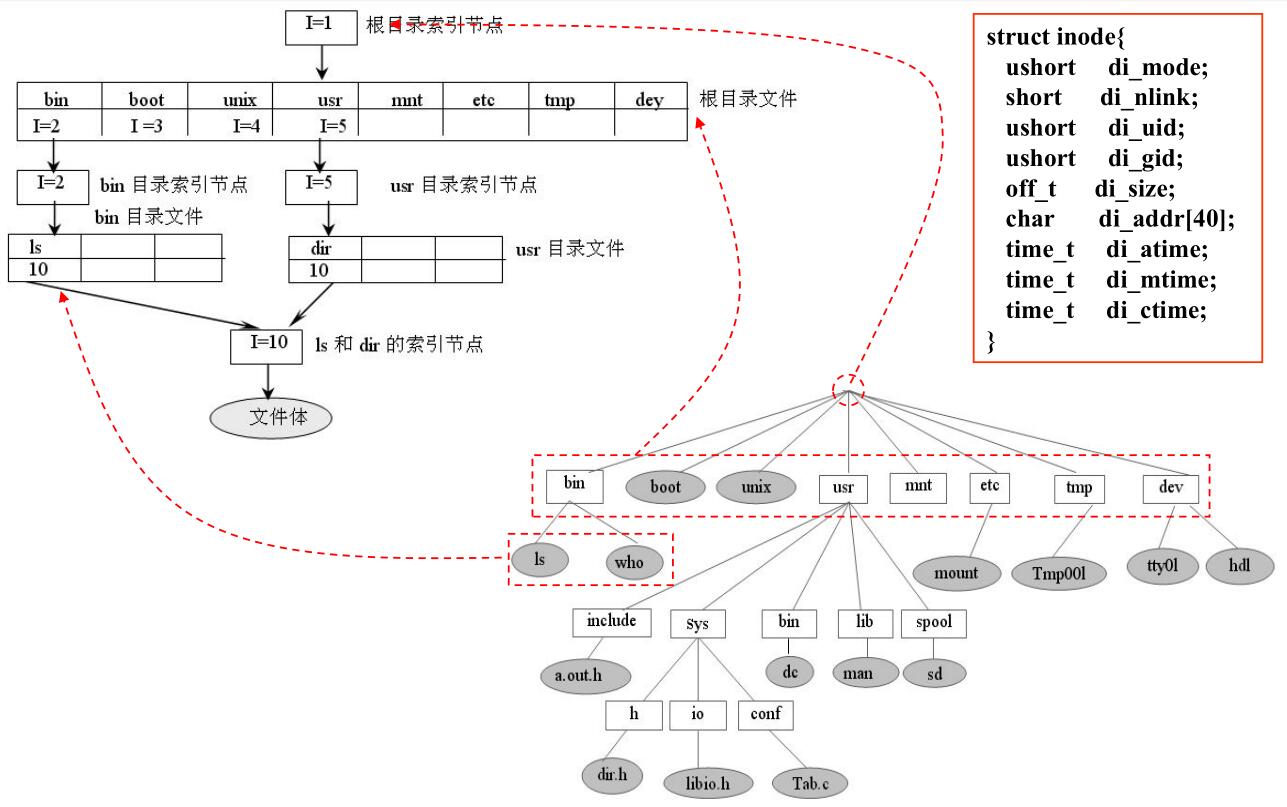 I=1
根目录索引节点
bin boot unix usr mnt etc tmp dey
I=2 I =3 I=4 I=5
根目录文件
I=2
bin 目录索引节点
I=5
usr 目录索引节点
bin 目录文件
ls
10
dir
10
usr 目录文件
I=10
ls 和 dir 的索引节点
文件体
struct inode{
ushort di_mode;
short di_nlink;
ushort di_uid;
ushort di_gid;
off_t di_size;
char di_addr[40];
time_t di_atime;
time_t di_mtime;
time_t di_ctime;
}
bin boot unix usr mnt etc tmp dev
ls who mount Tmp00l tty0l hdl
include Sys bin lib spool
a.out.h dc man sd
h io conf
dir.h libio.h Tab.c